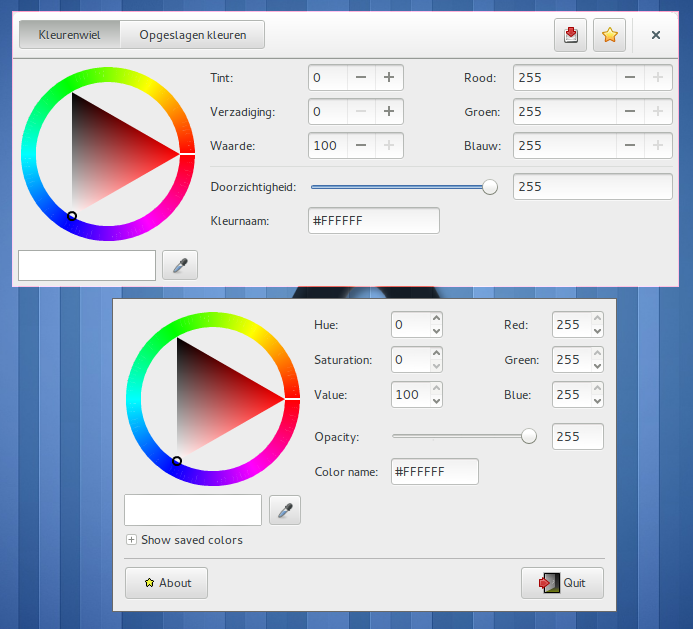 Kleurenwiel Opgeslagen kleuren
Tint: 0 Rood: 255
Verzadiging: 0 Groen: 255
Waarde: 100 Blauw: 255
Doorzichtigheid: 255
Kleurnaam: #FFFFFF
Hue: 0 Red: 255
Saturation: 0 Green: 255
Value: 100 Blue: 255
Opacity: 255
Color name: #FFFFFF
Show saved colors
About Quit